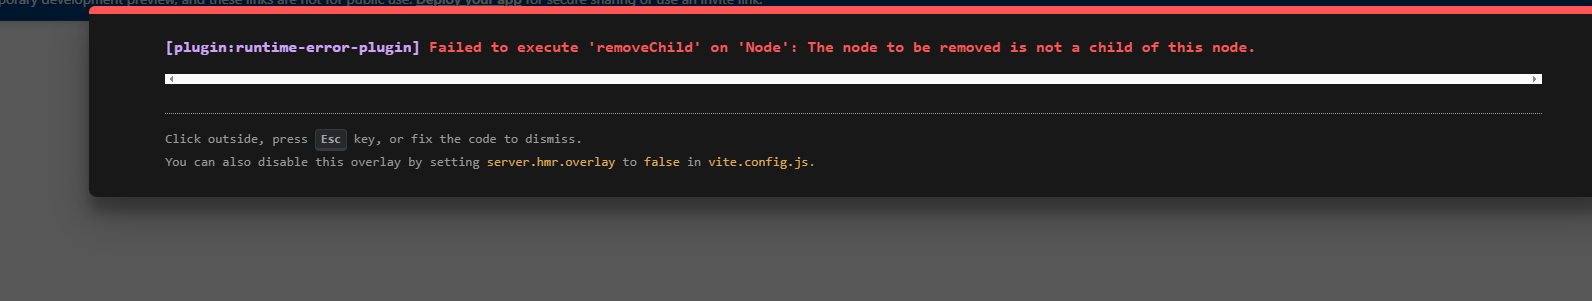 porary development preview, and these links are not for public use. Deploy your app for secure sharing or use an invite link.
[plugin:runtime-error-plugin] Failed to execute 'removeChild' on 'Node': The node to be removed is not a child of this node.
Click outside, press Esc key, or fix the code to dismiss.
You can also disable this overlay by setting server.hmr.overlay to false in vite.config.js.